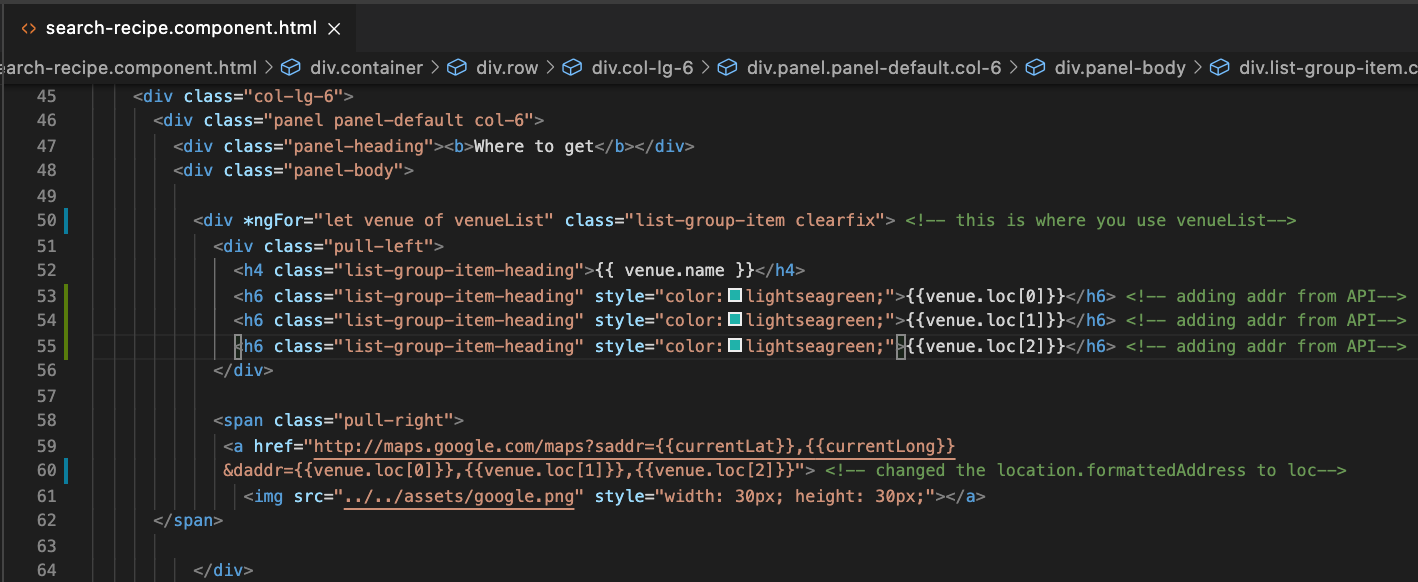 search-recipe.component.html
earch-recipe.component.html > div.container > div.row > div.col-lg-6 > div.panel.panel-default.col-6 > div.panel-body > div.list-group-item.c
45 <div class="col-lg-6">
46 <div class="panel panel-default col-6">
47 <div class="panel-heading"><b>Where to get</b></div>
48 <div class="panel-body">
49
50 <div *ngFor="let venue of venueList" class="list-group-item clearfix"> <!-- this is where you use venueList-->
51 <div class="pull-left">
52 <h4 class="list-group-item-heading">{{ venue.name }}</h4>
53 <h6 class="list-group-item-heading" style="color:lightseagreen;">{{venue.loc[0]}}</h6> <!-- adding addr from API-->
54 <h6 class="list-group-item-heading" style="color:lightseagreen;">{{venue.loc[1]}}</h6> <!-- adding addr from API-->
55 <h6 class="list-group-item-heading" style="color:lightseagreen;">{{venue.loc[2]}}</h6> <!-- adding addr from API-->
56 </div>
57
58 <span class="pull-right">
59 <a href="http://maps.google.com/maps?saddr={{currentLat}},{{currentLong}}
60 &daddr={{venue.loc[0]}},{{venue.loc[1]}},{{venue.loc[2]}}"> <!-- changed the location.formattedAddress to loc-->
61 <img src="../../assets/google.png" style="width: 30px; height: 30px;"></a>
62 </span>
63
64 </div>